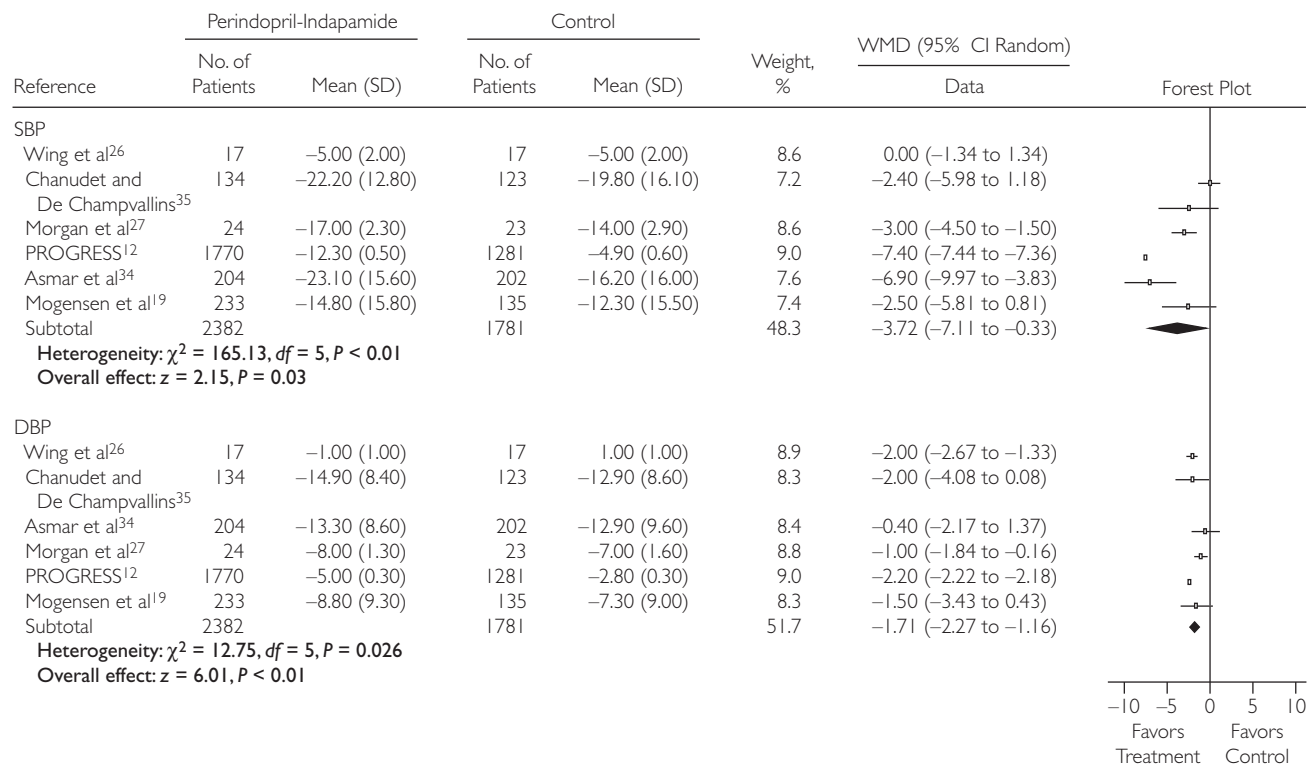 Perindopril-Indapamide Control WMD (95% CI Random)
No. of No. of Weight,
Reference Patients Mean (SD) Patients Mean (SD) % Data Forest Plot
SBP
Wing et al26 17 –5.00 (2.00) 17 –5.00 (2.00) 8.6 0.00 (–1.34 to 1.34)
Chanudet and 134 –22.20 (12.80) 123 –19.80 (16.10) 7.2 –2.40 (–5.98 to 1.18)
De Champvallins35
Morgan et al27 24 –17.00 (2.30) 23 –14.00 (2.90) 8.6 –3.00 (–4.50 to –1.50)
PROGRESS12 1770 –12.30 (0.50) 1281 –4.90 (0.60) 9.0 –7.40 (–7.44 to –7.36)
Asmar et al34 204 –23.10 (15.60) 202 –16.20 (16.00) 7.6 –6.90 (–9.97 to –3.83)
Mogensen et al19 233 –14.80 (15.80) 135 –12.30 (15.50) 7.4 –2.50 (–5.81 to 0.81)
Subtotal 2382 1781 48.3 –3.72 (–7.11 to –0.33)
Heterogeneity: χ2 = 165.13, df = 5, P < 0.01
Overall effect: z = 2.15, P = 0.03
DBP
Wing et al26 17 –1.00 (1.00) 17 1.00 (1.00) 8.9 –2.00 (–2.67 to –1.33)
Chanudet and 134 –14.90 (8.40) 123 –12.90 (8.60) 8.3 –2.00 (–4.08 to 0.08)
De Champvallins35
Asmar et al34 204 –13.30 (8.60) 202 –12.90 (9.60) 8.4 –0.40 (–2.17 to 1.37)
Morgan et al27 24 –8.00 (1.30) 23 –7.00 (1.60) 8.8 –1.00 (–1.84 to –0.16)
PROGRESS12 1770 –5.00 (0.30) 1281 –2.80 (0.30) 9.0 –2.20 (–2.22 to –2.18)
Mogensen et al19 233 –8.80 (9.30) 135 –7.30 (9.00) 8.3 –1.50 (–3.43 to 0.43)
Subtotal 2382 1781 51.7 –1.71 (–2.27 to –1.16)
Heterogeneity: χ2 = 12.75, df = 5, P = 0.026
Overall effect: z = 6.01, P < 0.01
–10 –5 0 5 10
Favors Favors
Treatment Control